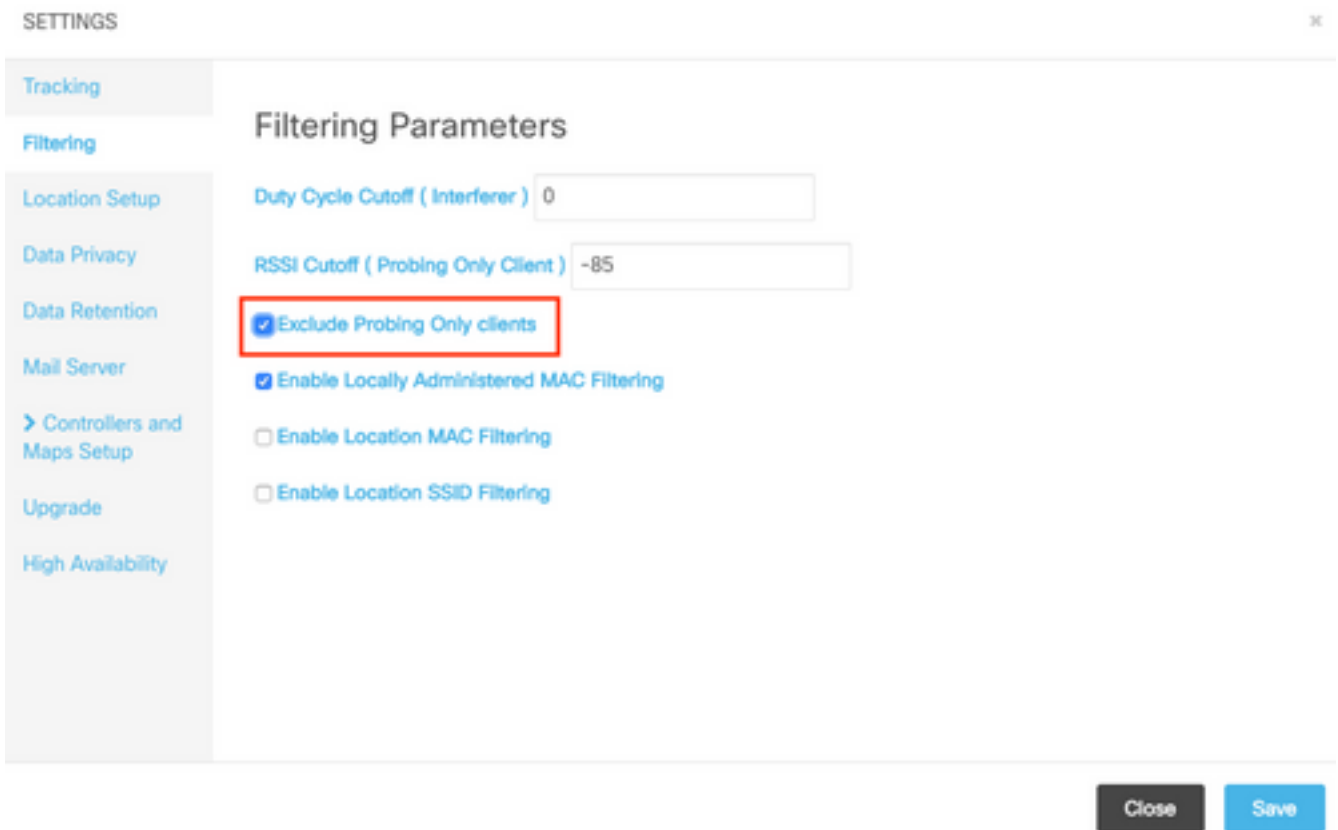 SETTINGS
×
Tracking
Filtering
Location Setup
Data Privacy
Data Retention
Mail Server
> Controllers and
Maps Setup
Upgrade
High Availability
Filtering Parameters
Duty Cycle Cutoff ( Interferer ) 0
RSSI Cutoff ( Probing Only Client ) -85
Exclude Probing Only clients
Enable Locally Administered MAC Filtering
Enable Location MAC Filtering
Enable Location SSID Filtering
Close
Save